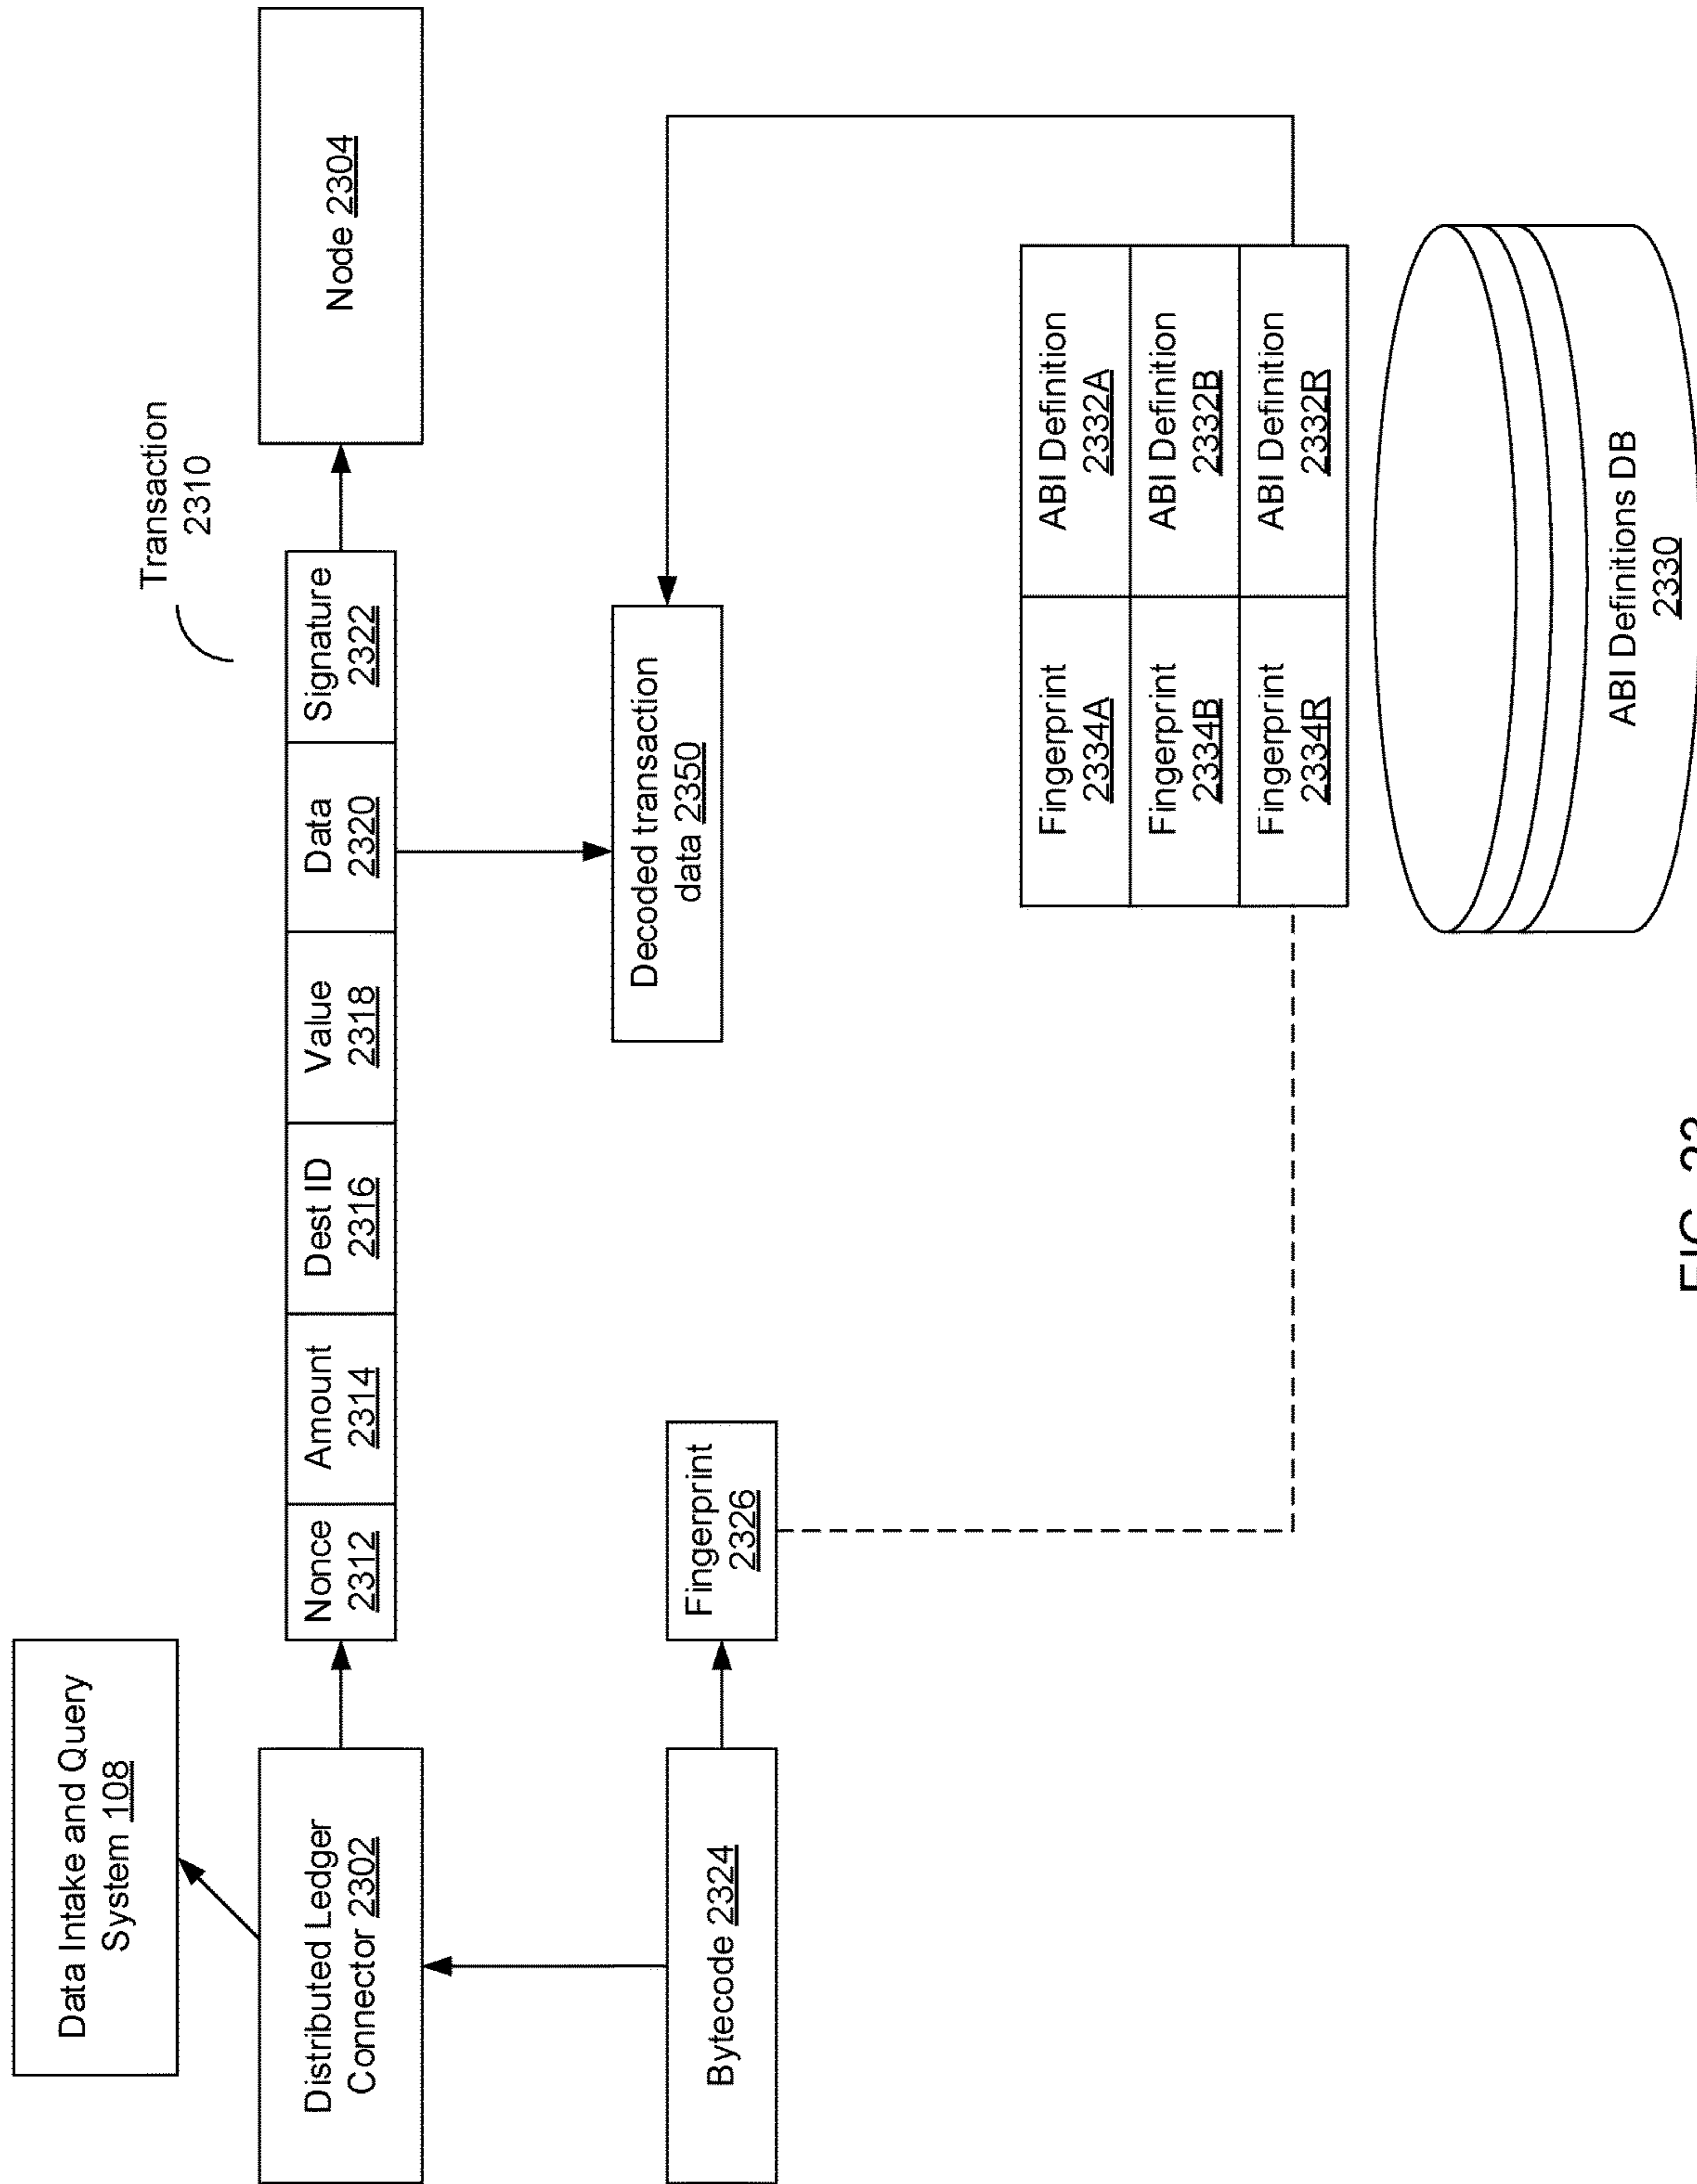 Data Intake and Query
System 108
Distributed Ledger
Connector 2302
Transaction
2310
Nonce
2312
Amount
2314
Dest ID
2316
Value
2318
Data
2320
Signature
2322
Node 2304
Bytecode 2324
Fingerprint
2326
Decoded transaction
data 2350
Fingerprint
2334A
ABI Definition
2332A
Fingerprint
2334B
ABI Definition
2332B
Fingerprint
2334R
ABI Definition
2332R
ABI Definitions DB
2330
FIG. 23